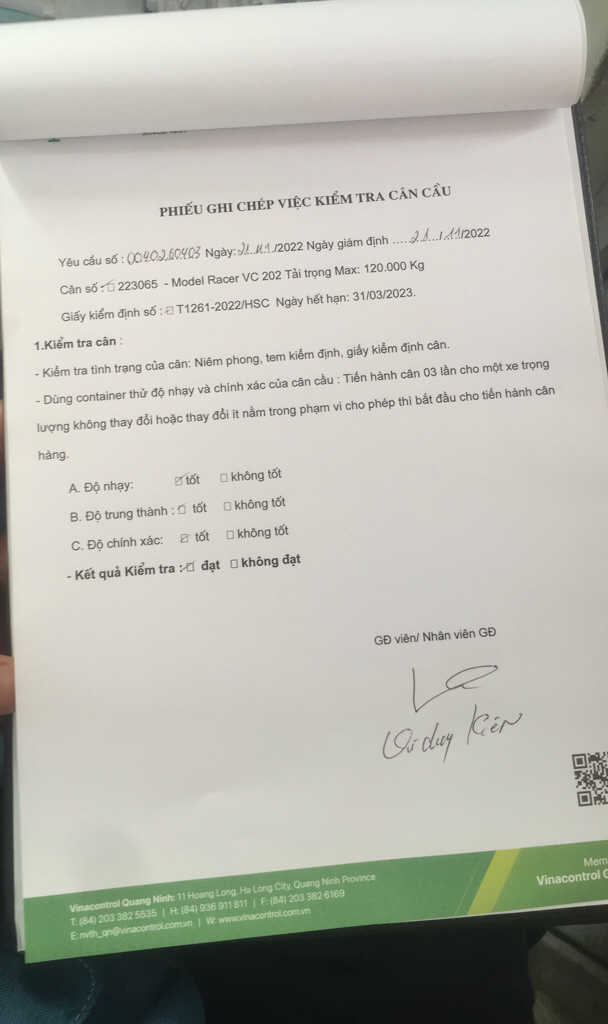 PHIẾU GHI CHÉP VIỆC KIỂM TRA CÂN CẦU
Yêu cầu số : 0040260403 Ngày: 21.11./2022 Ngày giám định .....21.../.11/2022
Cân số : ☑ 223065 - Model Racer VC 202 Tải trọng Max: 120.000 Kg
Giấy kiểm định số : ☑ T1261-2022/HSC Ngày hết hạn: 31/03/2023.
1.Kiểm tra cân :
- Kiểm tra tình trạng của cân: Niêm phong, tem kiểm định, giấy kiểm định cân.
- Dùng container thử độ nhạy và chính xác của cân cầu : Tiến hành cân 03 lần cho một xe trọng
lượng không thay đổi hoặc thay đổi ít nằm trong phạm vi cho phép thì bắt đầu cho tiến hành cân
hàng.
A. Độ nhạy: ☑ tốt ☐ không tốt
B. Độ trung thành : ☑ tốt ☐ không tốt
C. Độ chính xác: ☑ tốt ☐ không tốt
- Kết quả Kiểm tra : ☑ đạt ☐ không đạt
GĐ viên/ Nhân viên GĐ
Vũ duy Kiên
Vinacontrol Quang Ninh: 11 Hoang Long, Ha Long City, Quang Ninh Province
T: (84) 203 382 5535 | H: (84) 936 911 811 | F: (84) 203 382 6169
E: nvth_qn@vinacontrol.com.vn | W: www.vinacontrol.com.vn
Mem
Vinacontrol G